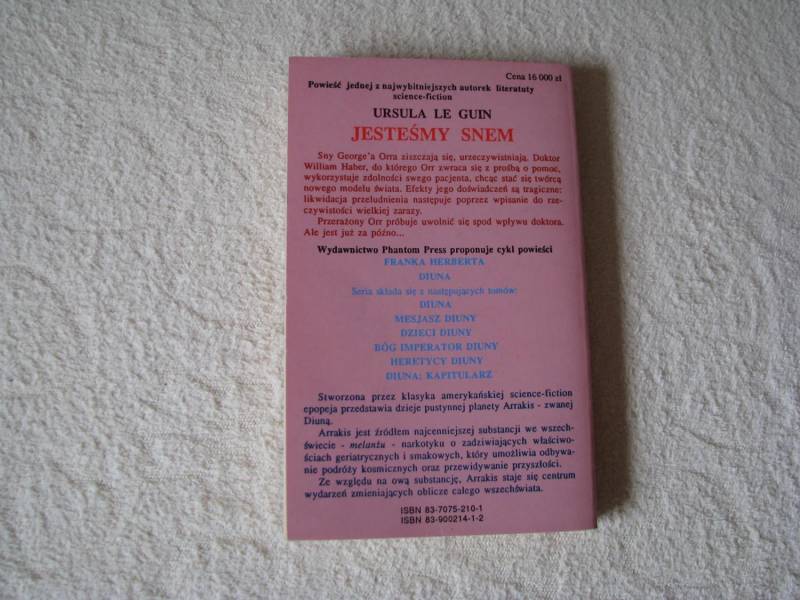 Cena 16 000 zł
Powieść jednej z najwybitniejszych autorek literatuty
science-fiction
URSULA LE GUIN
JESTEŚMY SNEM
Sny George'a Orra ziszczają się, urzeczywistniają. Doktor
William Haber, do którego Orr zwraca się z prośbą o pomoc,
wykorzystuje zdolności swego pacjenta, chcąc stać się twórcą
nowego modelu świata. Efekty jego doświadczeń są tragiczne:
likwidacja przeludnienia następuje poprzez wpisanie do rze-
czywistości wielkiej zarazy.
Przerażony Orr próbuje uwolnić się spod wpływu doktora.
Ale jest już za późno...
Wydawnictwo Phantom Press proponuje cykl powieści
FRANKA HERBERTA
DIUNA
Seria składa się z następujących tomów:
DIUNA
MESJASZ DIUNY
DZIECI DIUNY
BÓG IMPERATOR DIUNY
HERETYCY DIUNY
DIUNA: KAPITULARZ
Stworzona przez klasyka amerykańskiej science-fiction
epopeja przedstawia dzieje pustynnej planety Arrakis - zwanej
Diuną.
Arrakis jest źródłem najcenniejszej substancji we wszech-
świecie - melanżu - narkotyku o zadziwiających właściwo-
ściach geriatrycznych i smakowych, który umożliwia odbywa-
nie podróży kosmicznych oraz przewidywanie przyszłości.
Ze względu na ową substancję, Arrakis staje się centrum
wydarzeń zmieniających oblicze całego wszechświata.
ISBN 83-7075-210-1
ISBN 83-900214-1-2